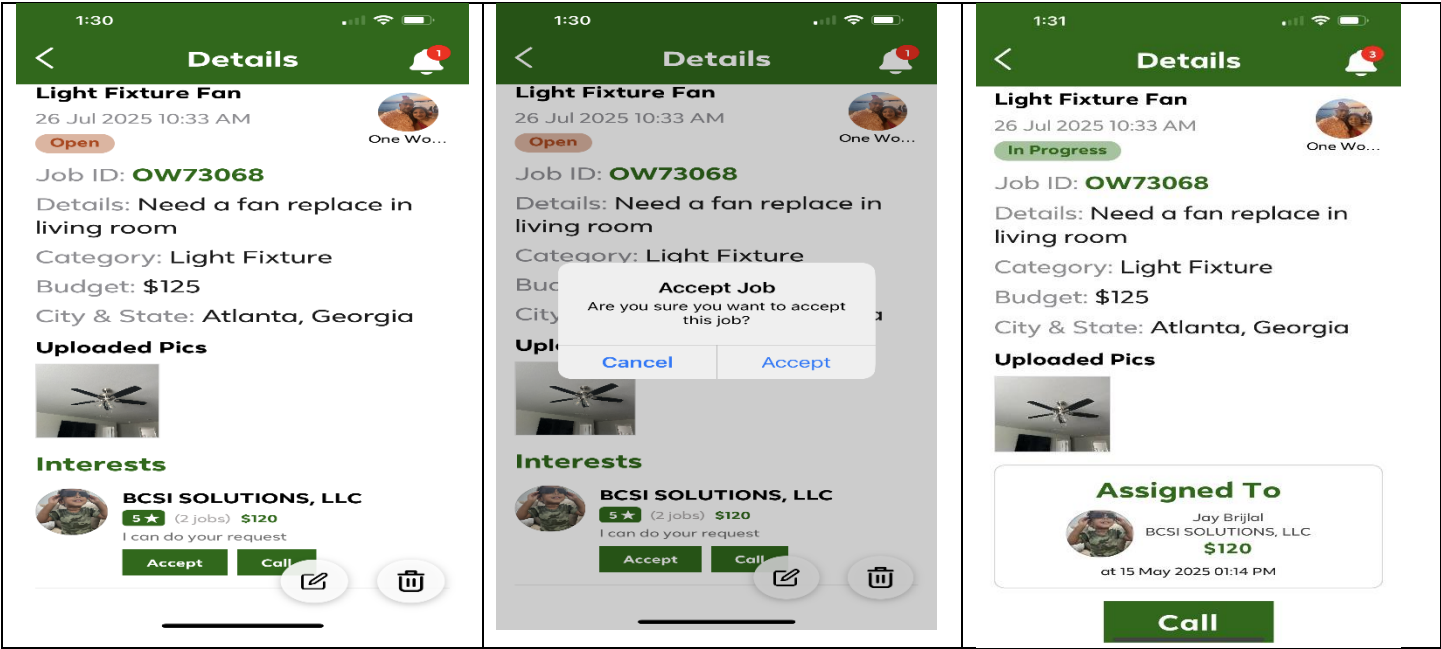 1:30
Details
1
Light Fixture Fan
26 Jul 2025 10:33 AM
Open
One Wo...
Job ID: OW73068
Details: Need a fan replace in
living room
Category: Light Fixture
Budget: $125
City & State: Atlanta, Georgia
Uploaded Pics
Interests
BCSI SOLUTIONS, LLC
5★ (2 jobs) $120
I can do your request
Accept Call
1:30
Details
1
Light Fixture Fan
26 Jul 2025 10:33 AM
Open
One Wo...
Job ID: OW73068
Details: Need a fan replace in
living room
Category: Light Fixture
Accept Job
Are you sure you want to accept
this job?
Cancel Accept
Interests
BCSI SOLUTIONS, LLC
5★ (2 jobs) $120
I can do your request
Accept Call
1:31
Details
3
Light Fixture Fan
26 Jul 2025 10:33 AM
In Progress
One Wo...
Job ID: OW73068
Details: Need a fan replace in
living room
Category: Light Fixture
Budget: $125
City & State: Atlanta, Georgia
Uploaded Pics
Assigned To
Jay Brijlal
BCSI SOLUTIONS, LLC
$120
at 15 May 2025 01:14 PM
Call